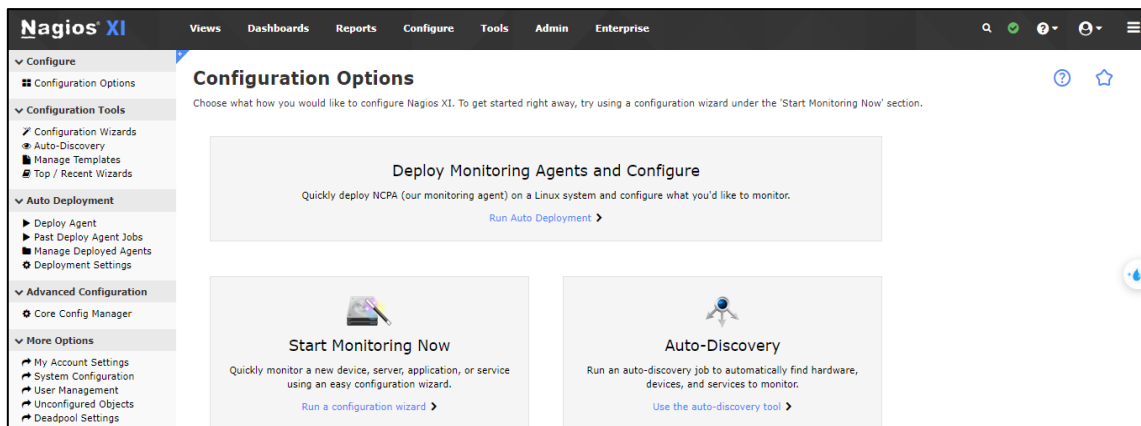 Nagios® XI
Views Dashboards Reports Configure Tools Admin Enterprise
Configure
Configuration Options
Configuration Tools
Configuration Wizards
Auto-Discovery
Manage Templates
Top / Recent Wizards
Auto Deployment
Deploy Agent
Past Deploy Agent Jobs
Manage Deployed Agents
Deployment Settings
Advanced Configuration
Core Config Manager
More Options
My Account Settings
System Configuration
User Management
Unconfigured Objects
Deadpool Settings
Configuration Options
Choose what how you would like to configure Nagios XI. To get started right away, try using a configuration wizard under the 'Start Monitoring Now' section.
Deploy Monitoring Agents and Configure
Quickly deploy NCPA (our monitoring agent) on a Linux system and configure what you'd like to monitor.
Run Auto Deployment
Start Monitoring Now
Quickly monitor a new device, server, application, or service
using an easy configuration wizard.
Run a configuration wizard
Auto-Discovery
Run an auto-discovery job to automatically find hardware,
devices, and services to monitor.
Use the auto-discovery tool